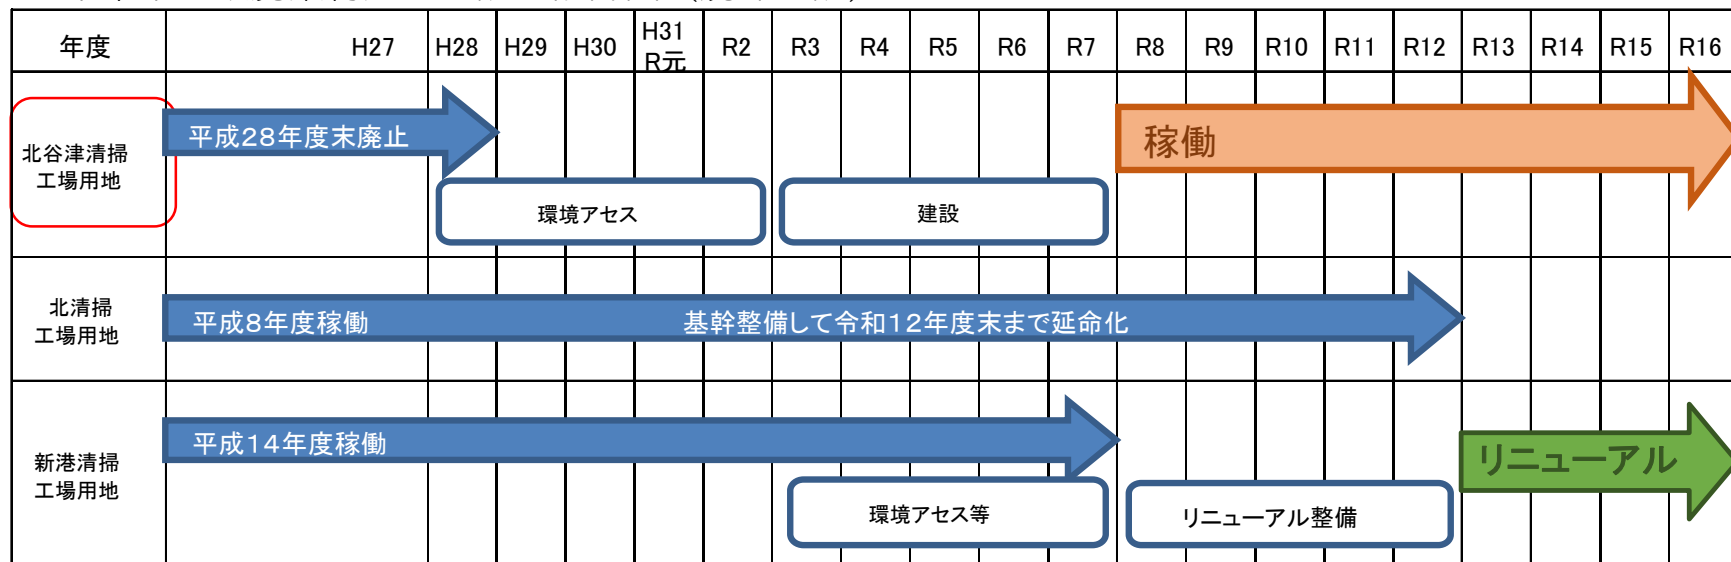 年度 H27 H28 H29 H30 H31 R元 R2 R3 R4 R5 R6 R7 R8 R9 R10 R11 R12 R13 R14 R15 R16
北谷津清掃
工場用地
平成28年度末廃止
稼働
環境アセス
建設
北清掃
工場用地
平成8年度稼働
基幹整備して令和12年度末まで延命化
新港清掃
工場用地
平成14年度稼働
リニューアル
環境アセス等
リニューアル整備